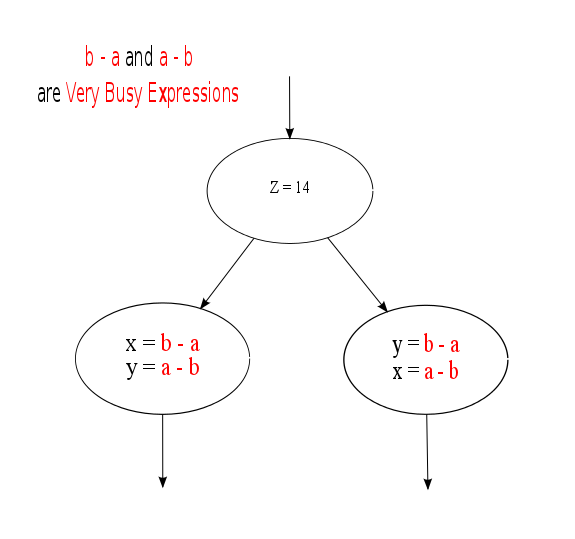 b - a and a - b
are Very Busy Expressions
Z = 14
x = b - a
y = a - b
y = b - a
x = a - b